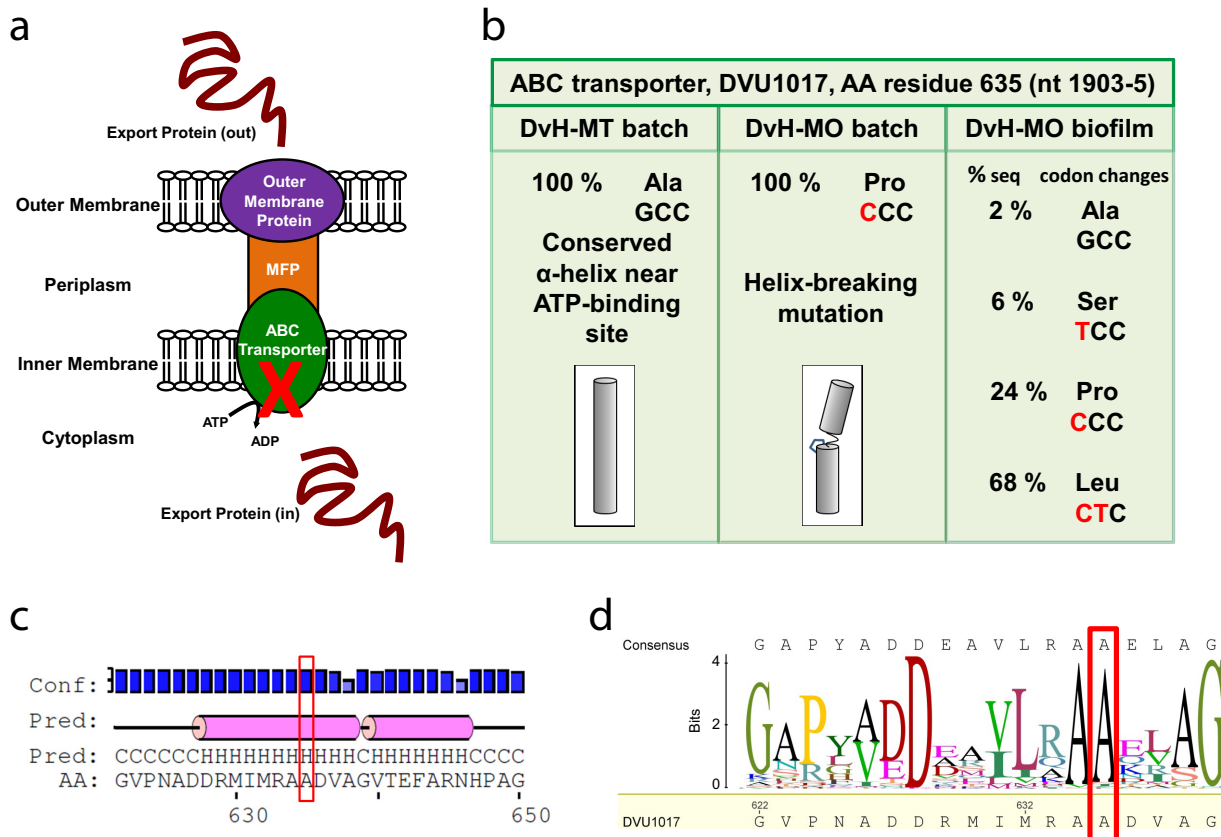 a
Export Protein (out)
Outer Membrane
Outer
Membrane
Protein
Periplasm
MFP
Inner Membrane
ABC
Transporter
X
ATP
ADP
Cytoplasm
Export Protein (in)
b
ABC transporter, DVU1017, AA residue 635 (nt 1903-5)
DvH-MT batch
100 % Ala
GCC
Conserved
α-helix near
ATP-binding
site
DvH-MO batch
100 % Pro
CCC
Helix-breaking
mutation
DvH-MO biofilm
% seq codon changes
2 % Ala
GCC
6 % Ser
TCC
24 % Pro
CCC
68 % Leu
CTC
c
Conf:
Pred:
Pred: CCCCCCHHHHHHHHHHHCHHHHHHHCCCC
AA: GVPNADDRMIMRAADVAGVTEFARNHPAG
630 650
d
Consensus G A P Y A D D E A V L R A A E L A G
4
2
0
Bits
622 632
DVU1017 G V P N A D D R M I M R A A D V A G